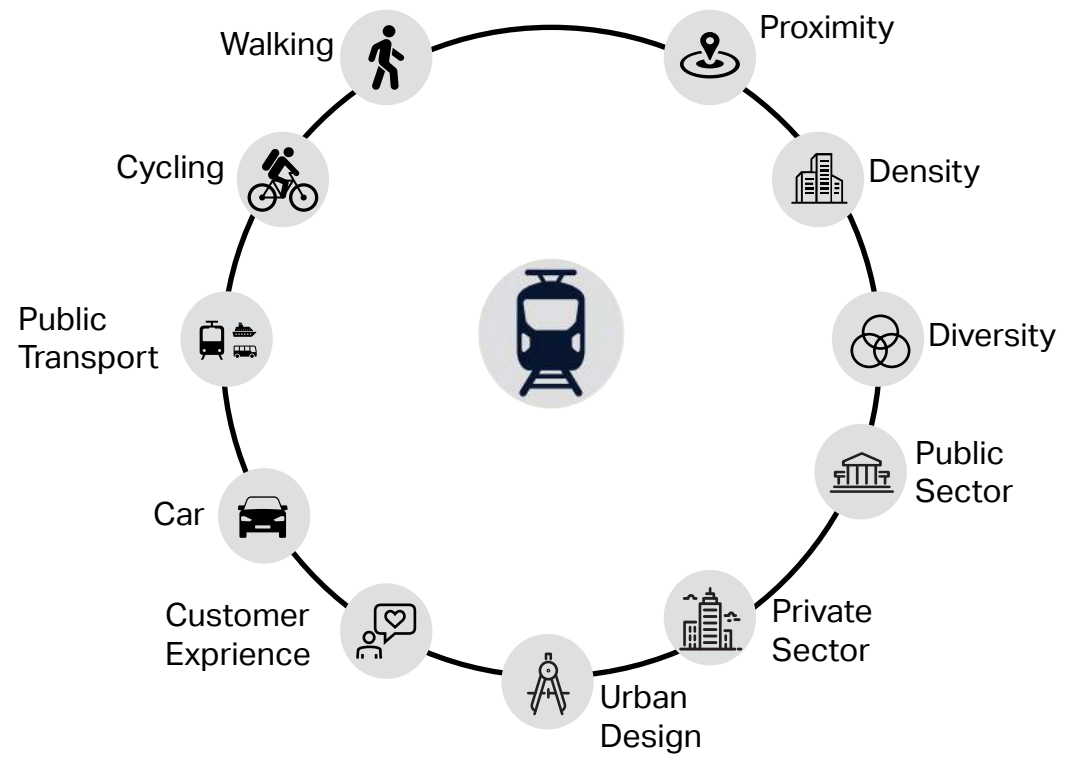 Walking
Proximity
Cycling
Density
Public
Transport
Diversity
Public
Sector
Car
Customer
Exprience
Private
Sector
Urban
Design